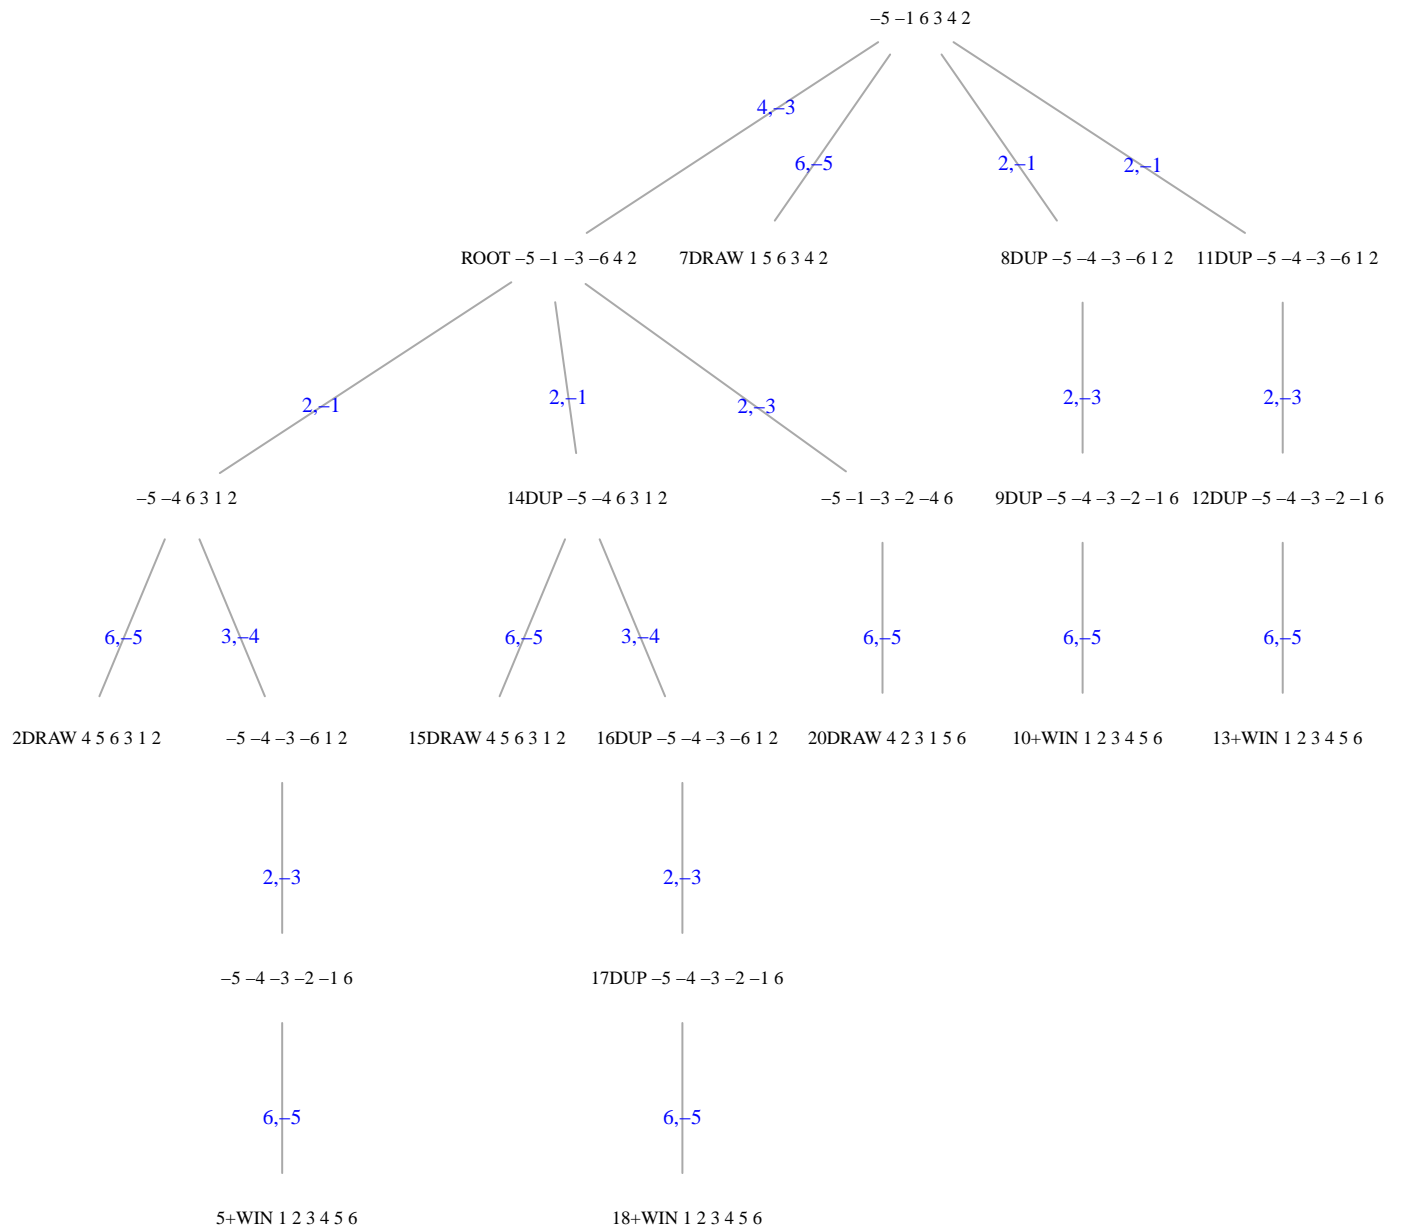 –5 –1 6 3 4 2
4,–3
6,–5
2,–1
2,–1
ROOT –5 –1 –3 –6 4 2
7DRAW 1 5 6 3 4 2
8DUP –5 –4 –3 –6 1 2
11DUP –5 –4 –3 –6 1 2
2,–1
2,–1
2,–3
2,–3
2,–3
–5 –4 6 3 1 2
14DUP –5 –4 6 3 1 2
–5 –1 –3 –2 –4 6
9DUP –5 –4 –3 –2 –1 6
12DUP –5 –4 –3 –2 –1 6
6,–5
3,–4
6,–5
3,–4
6,–5
6,–5
6,–5
2DRAW 4 5 6 3 1 2
–5 –4 –3 –6 1 2
15DRAW 4 5 6 3 1 2
16DUP –5 –4 –3 –6 1 2
20DRAW 4 2 3 1 5 6
10+WIN 1 2 3 4 5 6
13+WIN 1 2 3 4 5 6
2,–3
2,–3
–5 –4 –3 –2 –1 6
17DUP –5 –4 –3 –2 –1 6
6,–5
6,–5
5+WIN 1 2 3 4 5 6
18+WIN 1 2 3 4 5 6